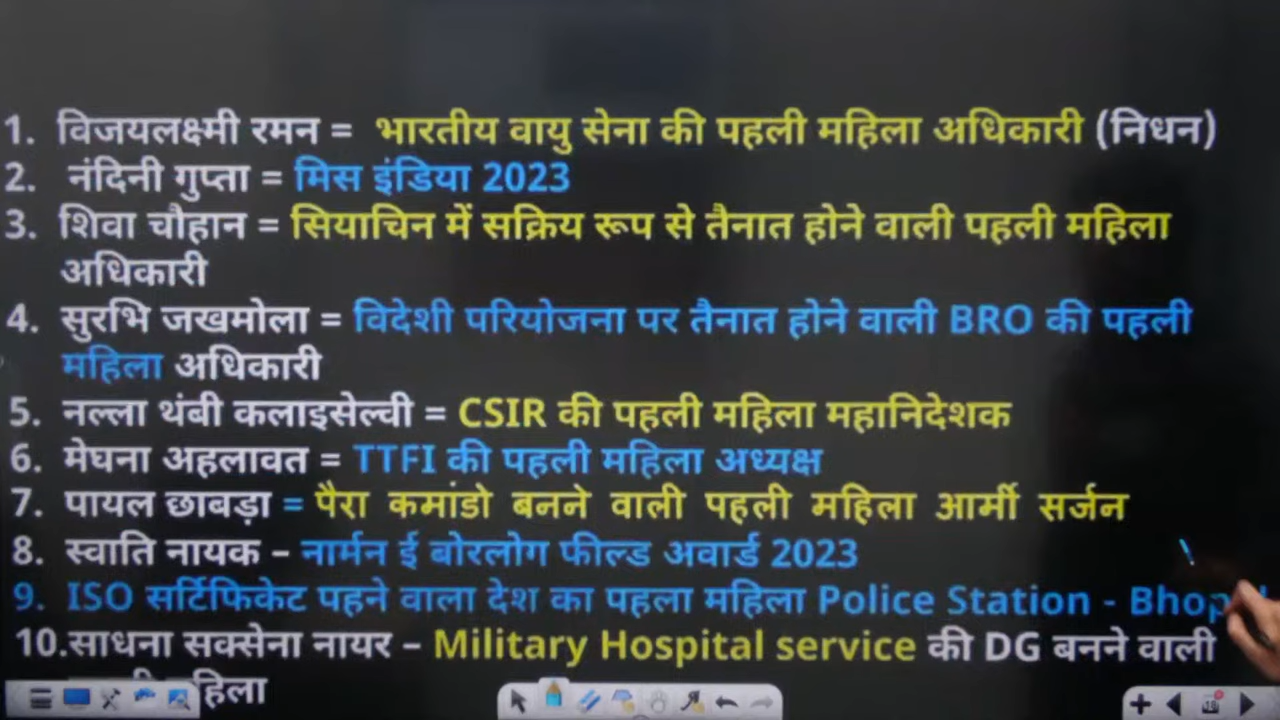 1. विजयलक्ष्मी रमन = भारतीय वायु सेना की पहली महिला अधिकारी (निधन)
2. नंदिनी गुप्ता = मिस इंडिया 2023
3. शिवा चौहान = सियाचिन में सक्रिय रूप से तैनात होने वाली पहली महिला
अधिकारी
4. सुरभि जखमोला = विदेशी परियोजना पर तैनात होने वाली BRO की पहली
महिला अधिकारी
5. नल्ला थंबी कलाइसेल्वी = CSIR की पहली महिला महानिदेशक
6. मेघना अहलावत = TTFI की पहली महिला अध्यक्ष
7. पायल छाबड़ा = पैरा कमांडो बनने वाली पहली महिला आर्मी सर्जन
8. स्वाति नायक – नार्मन ई बोरलोग फील्ड अवार्ड 2023
9. ISO सर्टिफिकेट पहने वाला देश का पहला महिला Police Station -
10.साधना सक्सेना नायर – Military Hospital service की DG बनने वाली